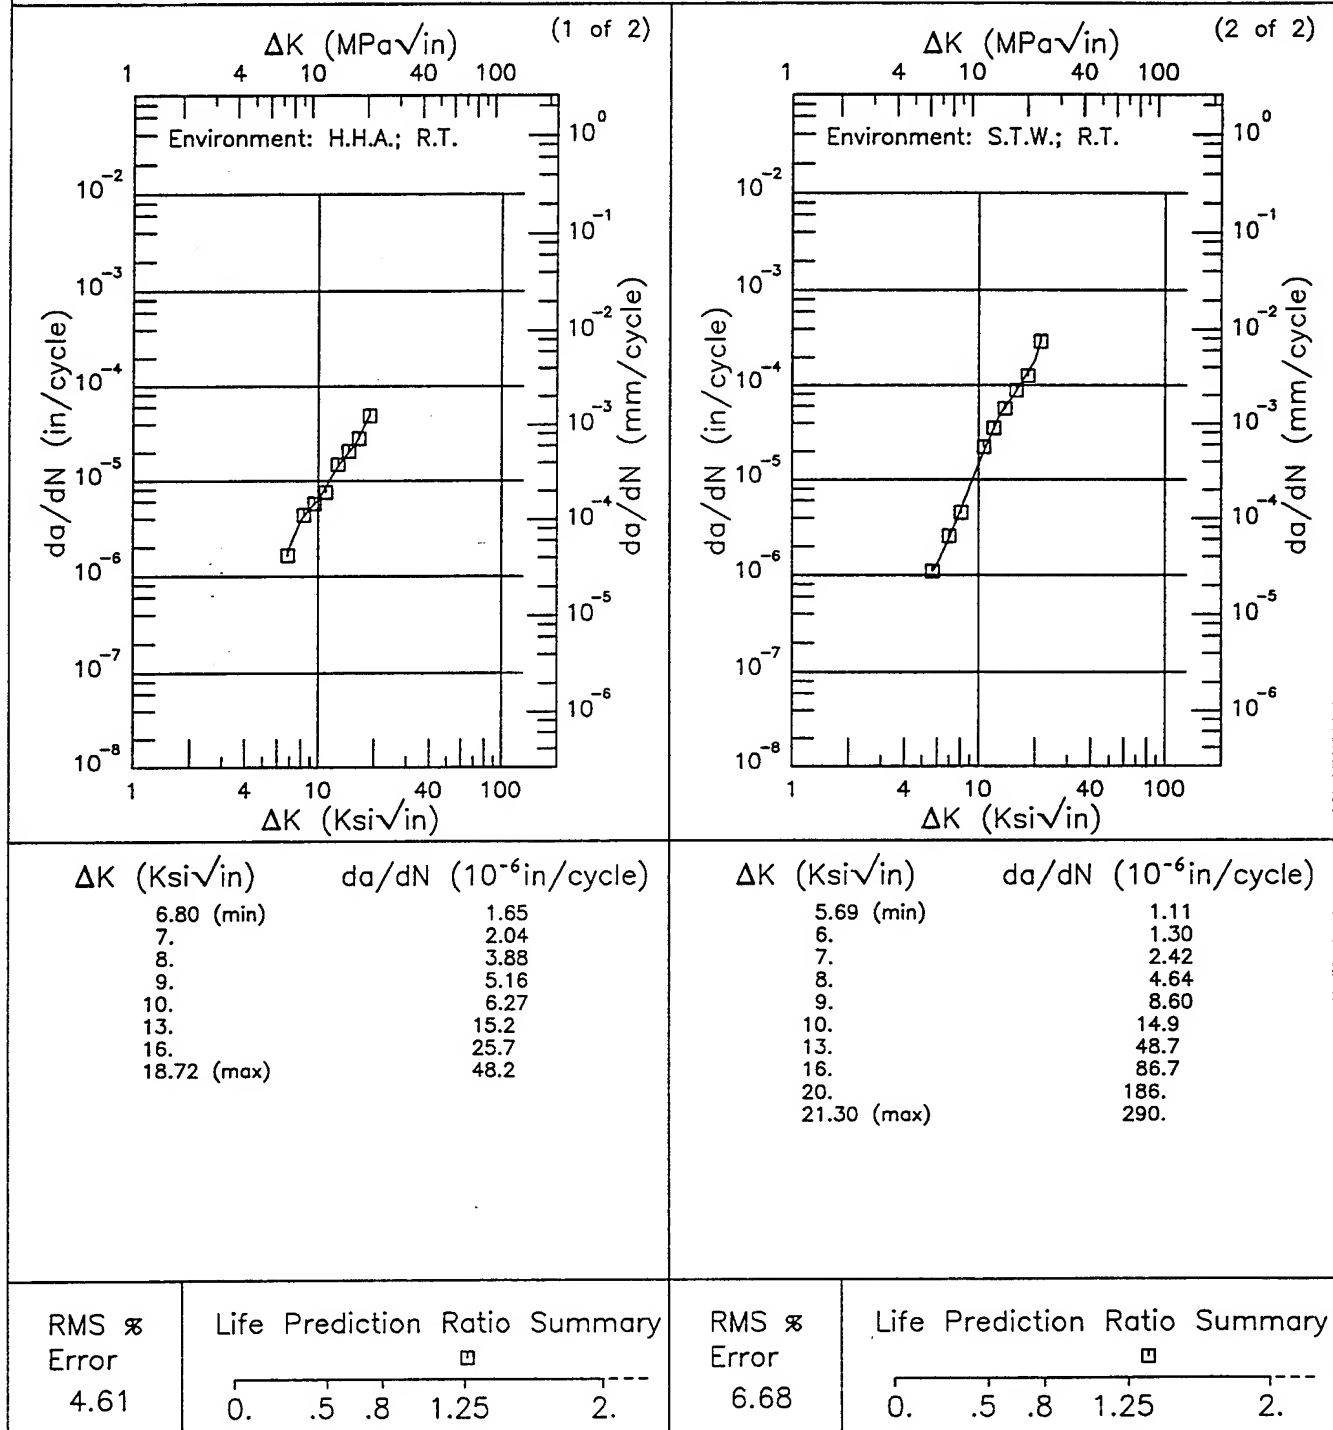 (1 of 2)
ΔK (MPa√in)
1 4 10 40 100
Environment: H.H.A.; R.T.
10⁻²
10⁻³
10⁻⁴
10⁻⁵
10⁻⁶
10⁻⁷
10⁻⁸
da/dN (in/cycle)
10⁰
10⁻¹
10⁻²
10⁻³
10⁻⁴
10⁻⁵
10⁻⁶
da/dN (mm/cycle)
1 4 10 40 100
ΔK (Ksi√in)
ΔK (Ksi√in) da/dN (10⁻⁶in/cycle)
6.80 (min) 1.65
7. 2.04
8. 3.88
9. 5.16
10. 6.27
13. 15.2
16. 25.7
18.72 (max) 48.2
RMS %
Error
4.61
Life Prediction Ratio Summary
0. .5 .8 1.25 2.
(2 of 2)
ΔK (MPa√in)
1 4 10 40 100
Environment: S.T.W.; R.T.
10⁻²
10⁻³
10⁻⁴
10⁻⁵
10⁻⁶
10⁻⁷
10⁻⁸
da/dN (in/cycle)
10⁰
10⁻¹
10⁻²
10⁻³
10⁻⁴
10⁻⁵
10⁻⁶
da/dN (mm/cycle)
1 4 10 40 100
ΔK (Ksi√in)
ΔK (Ksi√in) da/dN (10⁻⁶in/cycle)
5.69 (min) 1.11
6. 1.30
7. 2.42
8. 4.64
9. 8.60
10. 14.9
13. 48.7
16. 86.7
20. 186.
21.30 (max) 290.
RMS %
Error
6.68
Life Prediction Ratio Summary
0. .5 .8 1.25 2.